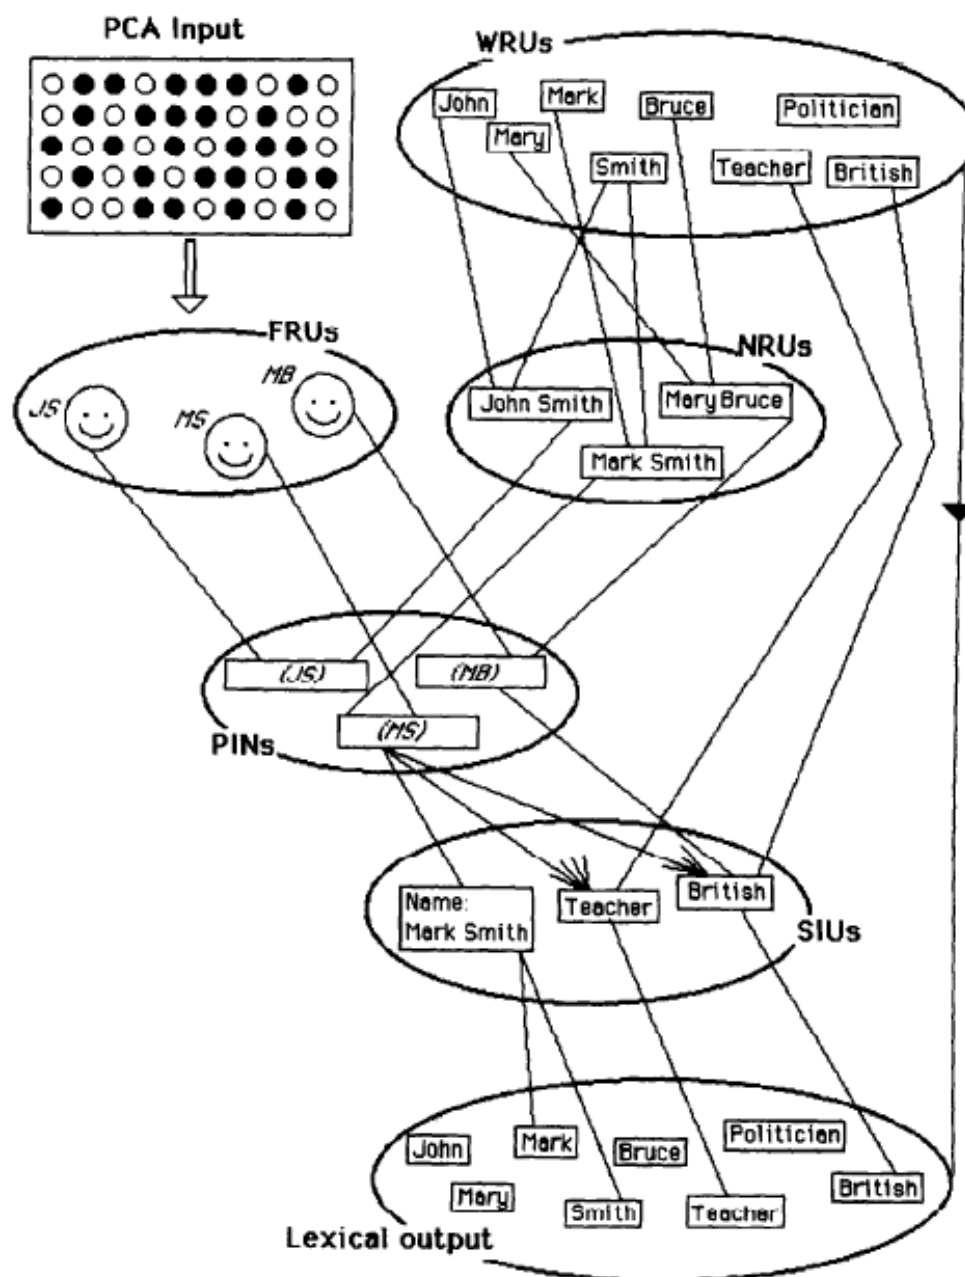 PCA Input
WRUs
John
Mark
Bruce
Politician
Mary
Smith
Teacher
British
FRUs
NRUs
JS
MS
MB
John Smith
Mary Bruce
Mark Smith
(JS)
(MB)
(MS)
PINs
Name:
Mark Smith
Teacher
British
SIUs
John
Mark
Bruce
Politician
Mary
Smith
Teacher
British
Lexical output